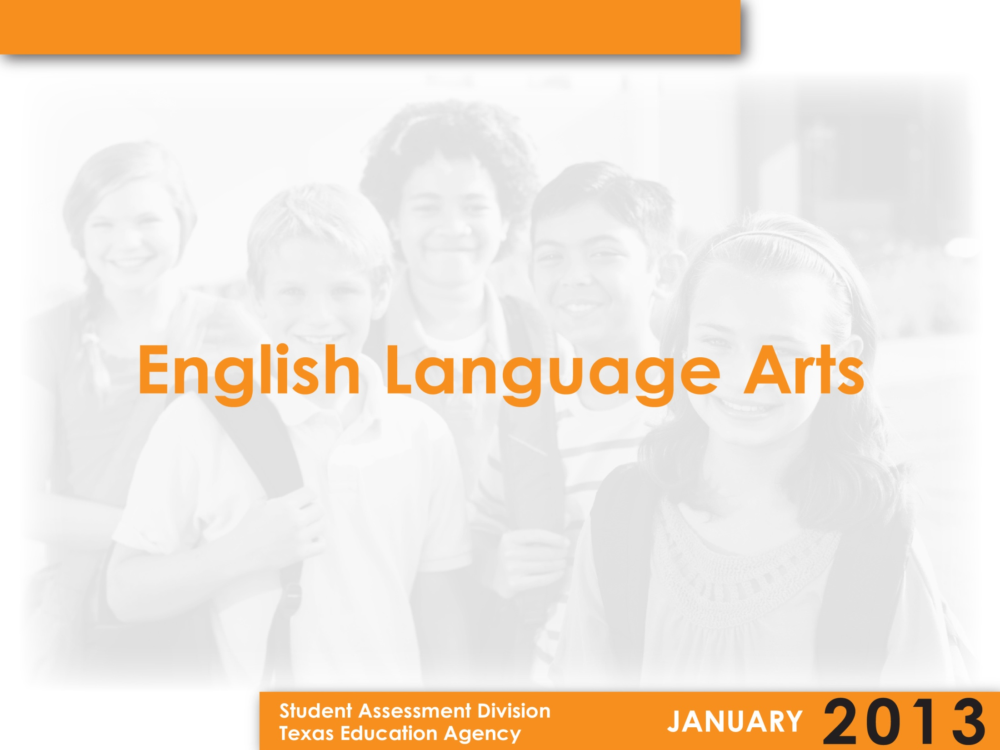 English Language Arts
Student Assessment Division
Texas Education Agency
JANUARY 2013